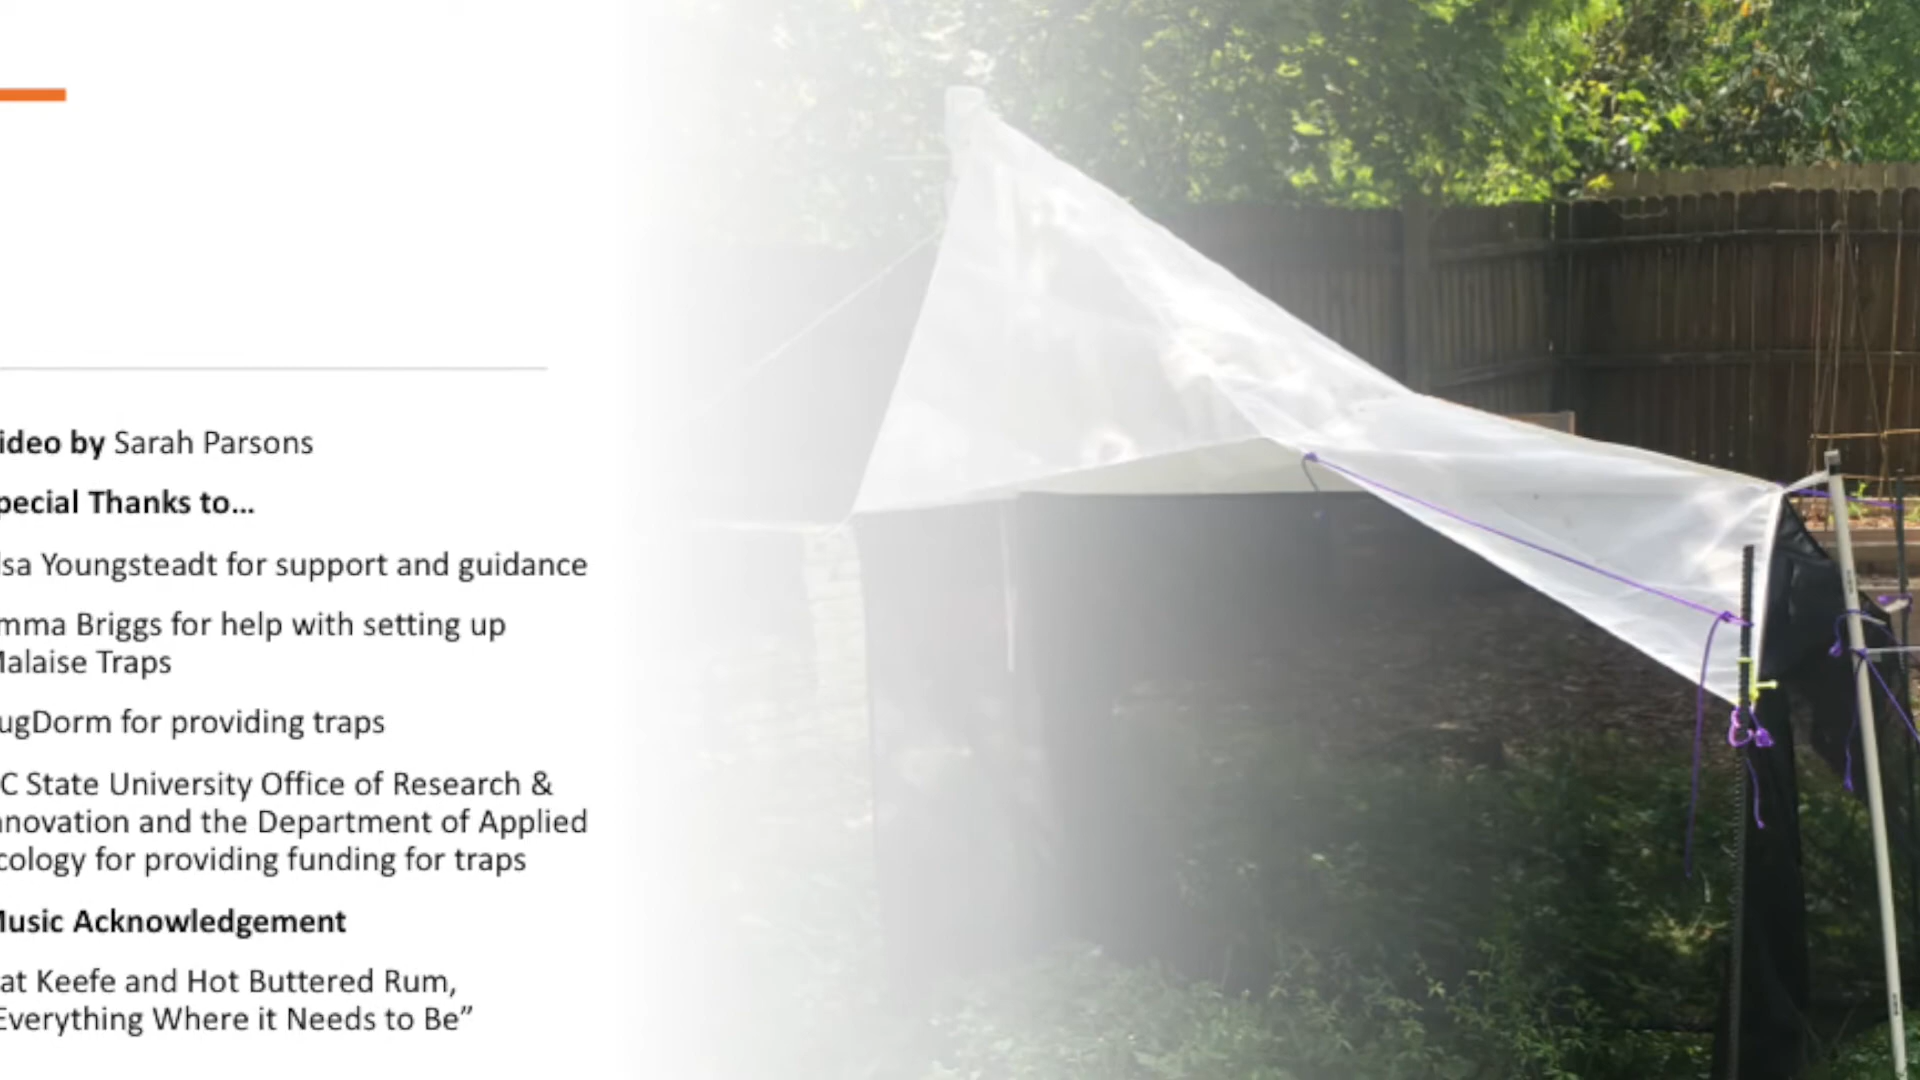 ideo by Sarah Parsons
pecial Thanks to...
lsa Youngsteadt for support and guidance
mma Briggs for help with setting up
Malaise Traps
ugDorm for providing traps
C State University Office of Research &
nnovation and the Department of Applied
cology for providing funding for traps
Music Acknowledgement
at Keefe and Hot Buttered Rum,
Everything Where it Needs to Be”